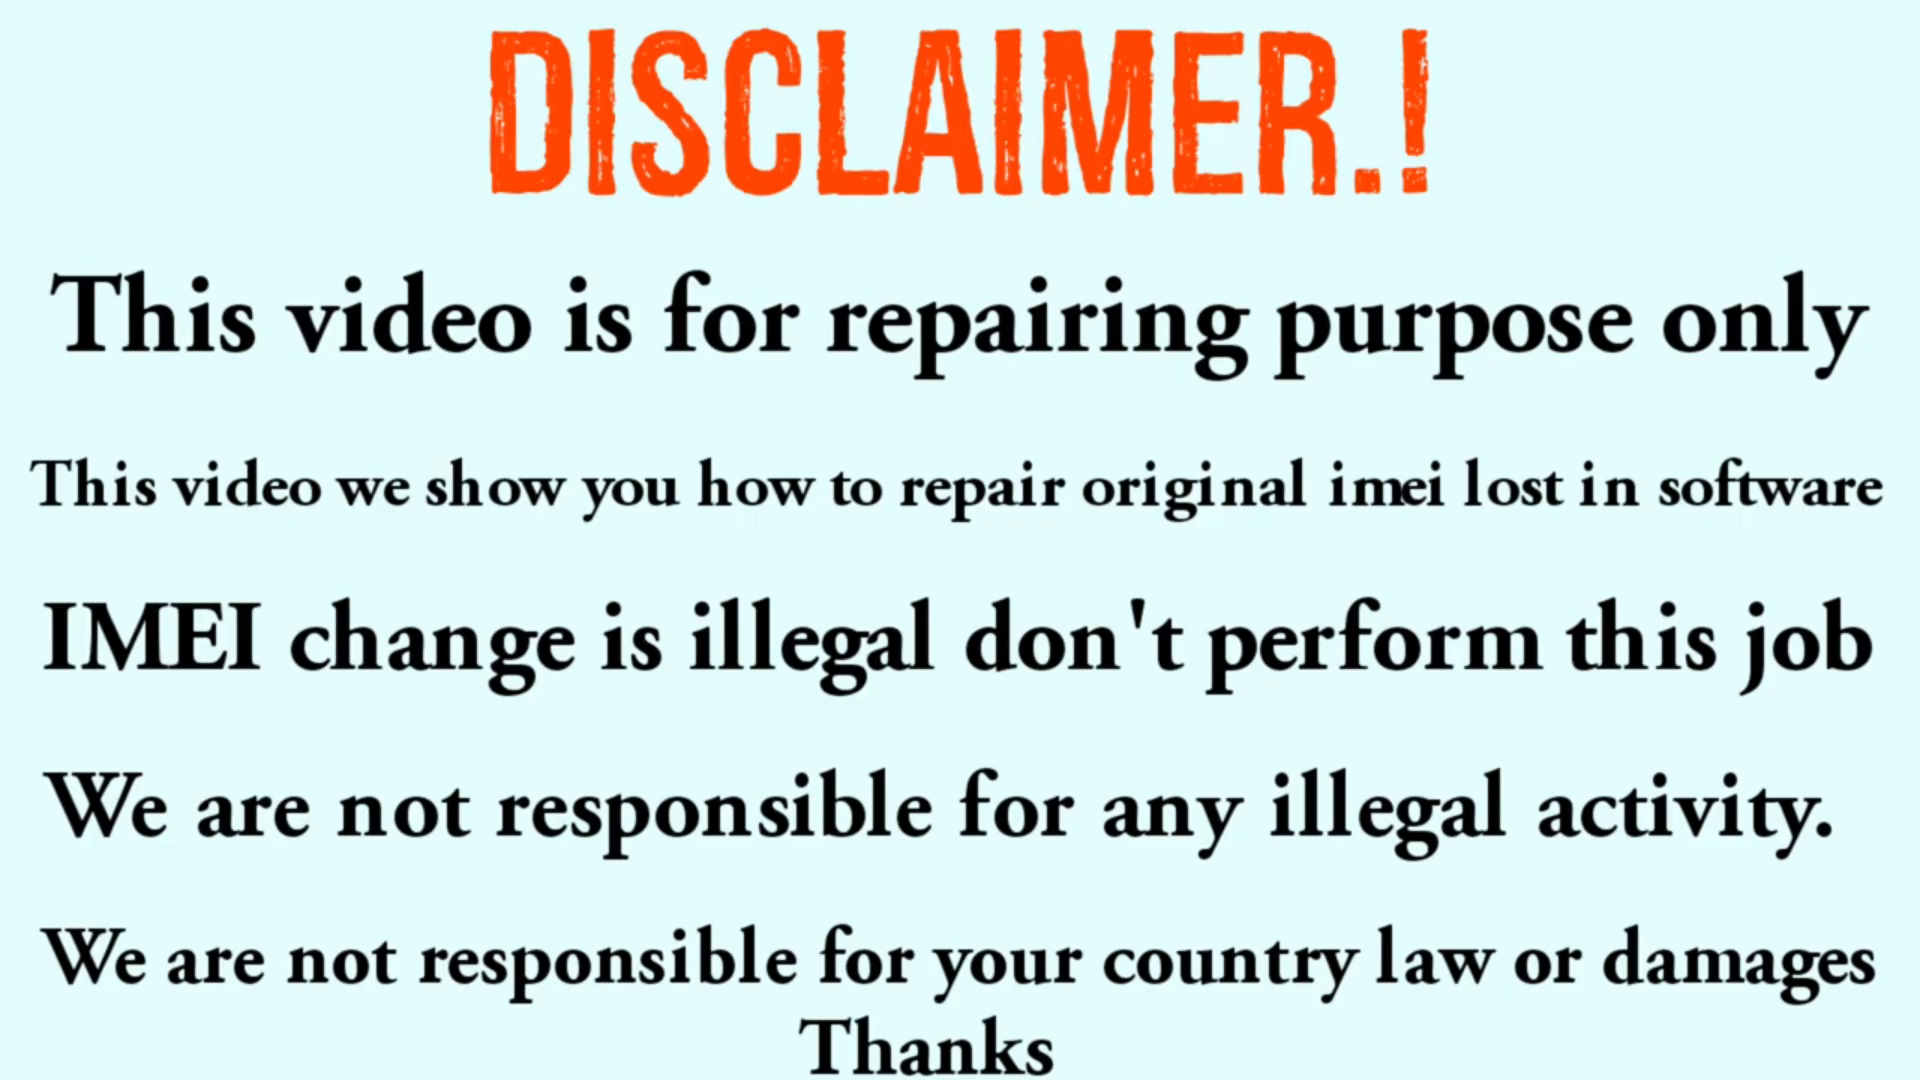 DISCLAIMER.!
This video is for repairing purpose only
This video we show you how to repair original imei lost in software
IMEI change is illegal don't perform this job
We are not responsible for any illegal activity.
We are not responsible for your country law or damages
Thanks